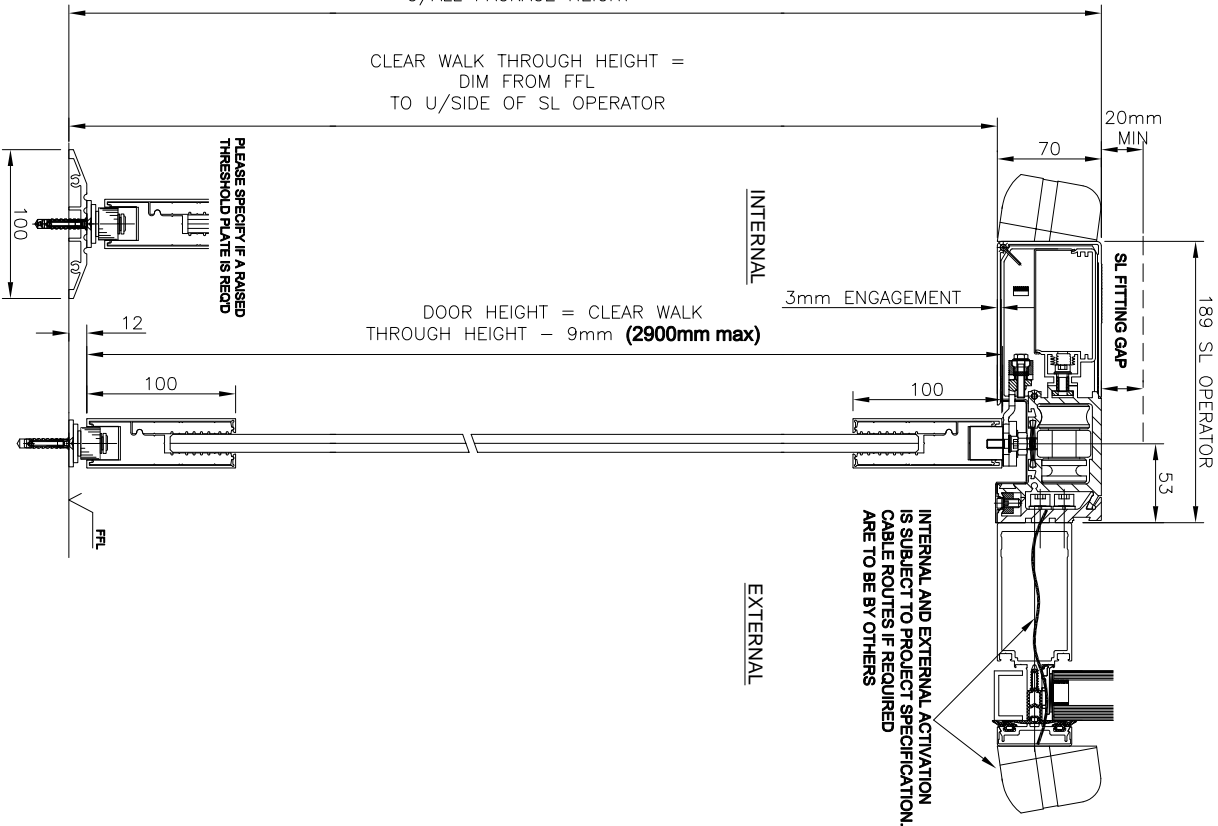 CLEAR WALK THROUGH HEIGHT =
DIM FROM FFL
TO U/SIDE OF SL OPERATOR
20mm
MIN
70
PLEASE SPECIFY IF A RAISED
THRESHOLD PLATE IS REQ'D
100
INTERNAL
SL FITTING GAP
189 SL OPERATOR
3mm ENGAGEMENT
DOOR HEIGHT = CLEAR WALK
THROUGH HEIGHT - 9mm (2900mm max)
12
100
100
53
FFL
INTERNAL AND EXTERNAL ACTIVATION
IS SUBJECT TO PROJECT SPECIFICATION.
CABLE ROUTES IF REQUIRED
ARE TO BE BY OTHERS
EXTERNAL